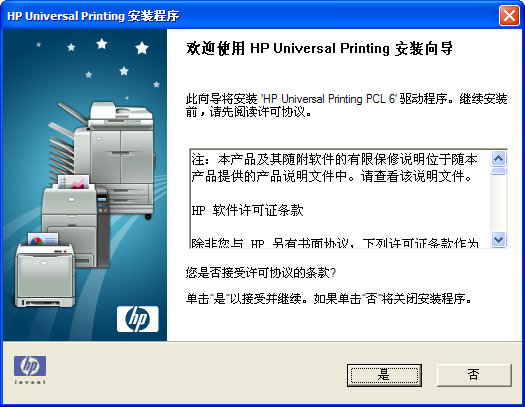 HP Universal Printing 安装程序
欢迎使用 HP Universal Printing 安装向导
此向导将安装 'HP Universal Printing PCL 6' 驱动程序。继续安装
前，请先阅读许可协议。
注：本产品及其随附软件的有限保修说明位于随本
产品提供的产品说明文件中。请查看该说明文件。
HP 软件许可证条款
除非您与 HP 另有书面协议，下列许可证条款作为
您是否接受许可协议的条款?
单击"是"以接受并继续。如果单击"否"将关闭安装程序。
hp
hp
invent
是
否